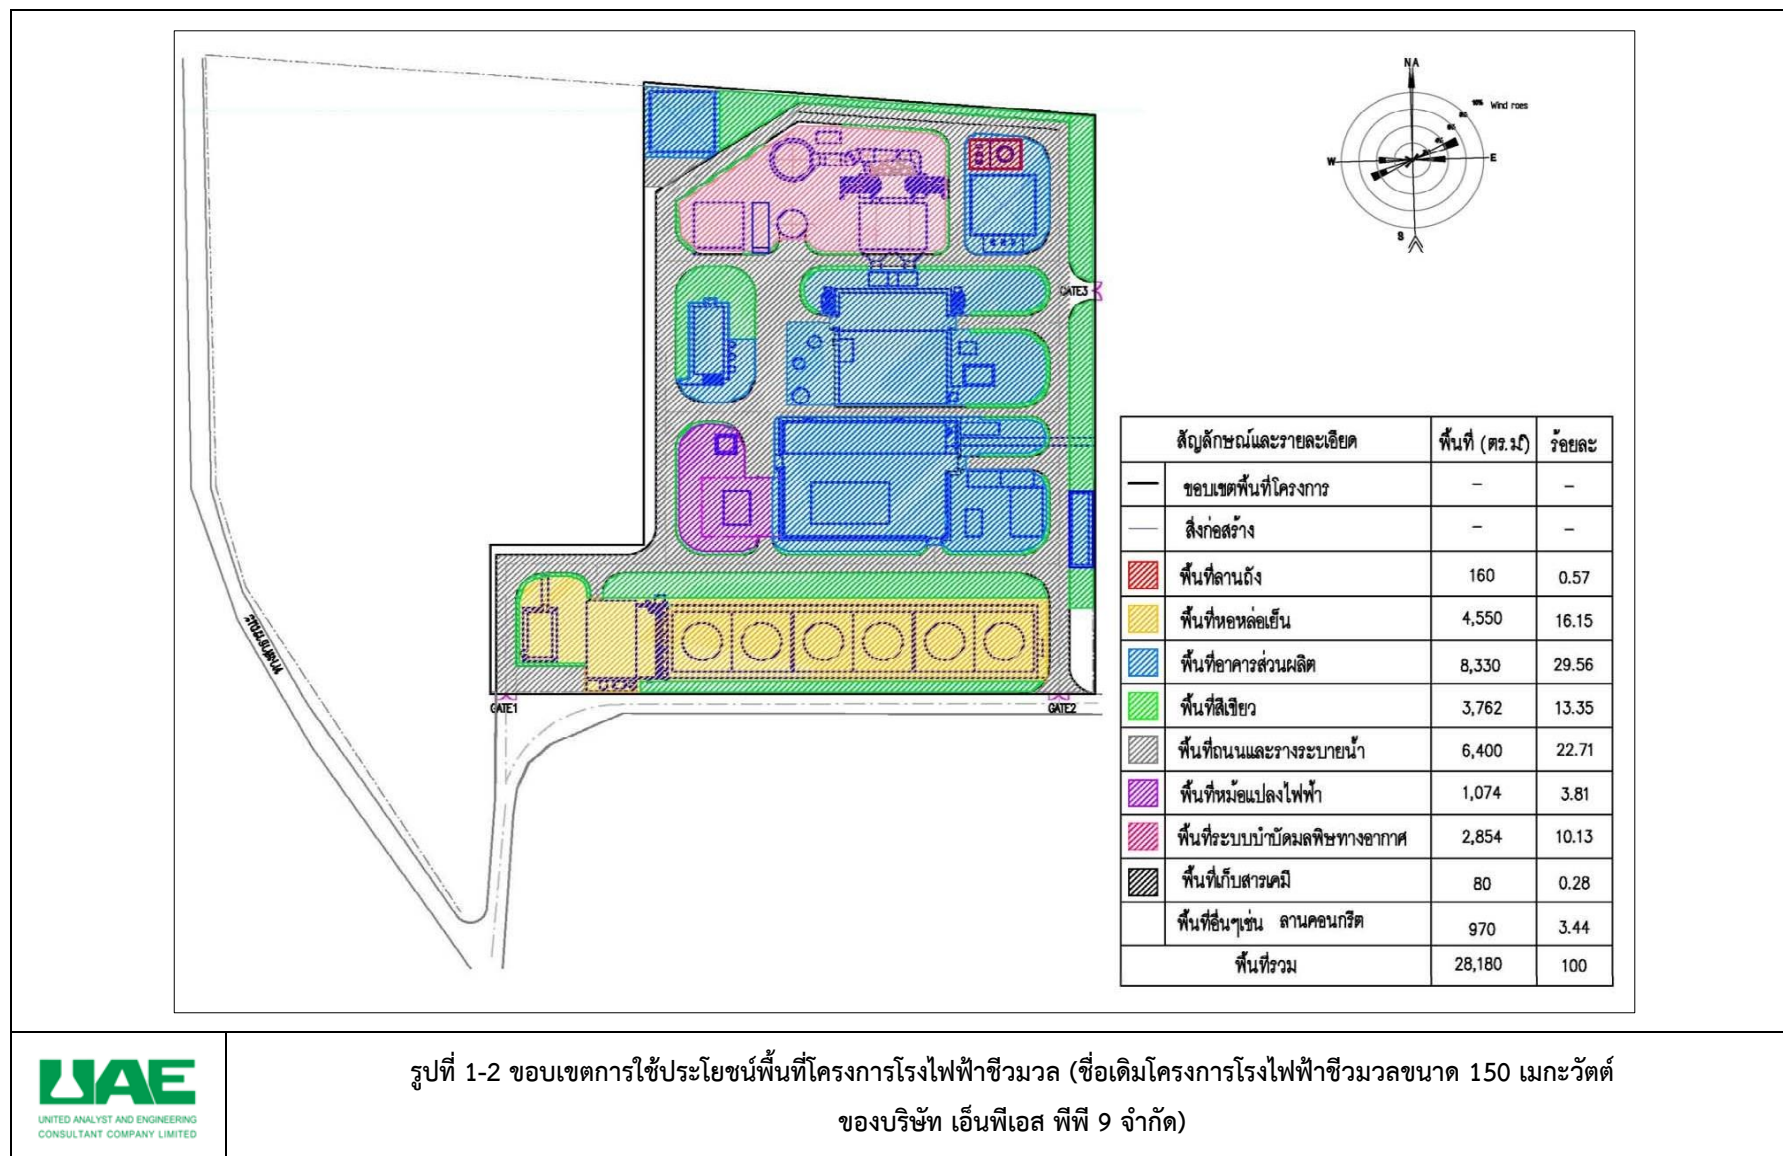 NA
10% Wind roes
W
E
S
GATE3
ทางสาธารณะ
GATE1
GATE2
สัญลักษณ์และรายละเอียด พื้นที่ (ตร.ม.) ร้อยละ
ขอบเขตพื้นที่โครงการ - -
สิ่งก่อสร้าง - -
พื้นที่ลานถัง 160 0.57
พื้นที่หอหล่อเย็น 4,550 16.15
พื้นที่อาคารส่วนผลิต 8,330 29.56
พื้นที่สีเขียว 3,762 13.35
พื้นที่ถนนและรางระบายน้ำ 6,400 22.71
พื้นที่หม้อแปลงไฟฟ้า 1,074 3.81
พื้นที่ระบบบำบัดมลพิษทางอากาศ 2,854 10.13
พื้นที่เก็บสารเคมี 80 0.28
พื้นที่อื่นๆเช่น ลานคอนกรีต 970 3.44
พื้นที่รวม 28,180 100
UAE
UNITED ANALYST AND ENGINEERING
CONSULTANT COMPANY LIMITED
รูปที่ 1-2 ขอบเขตการใช้ประโยชน์พื้นที่โครงการโรงไฟฟ้าชีวมวล (ชื่อเดิมโครงการโรงไฟฟ้าชีวมวลขนาด 150 เมกะวัตต์
ของบริษัท เอ็นพีเอส พีพี 9 จำกัด)